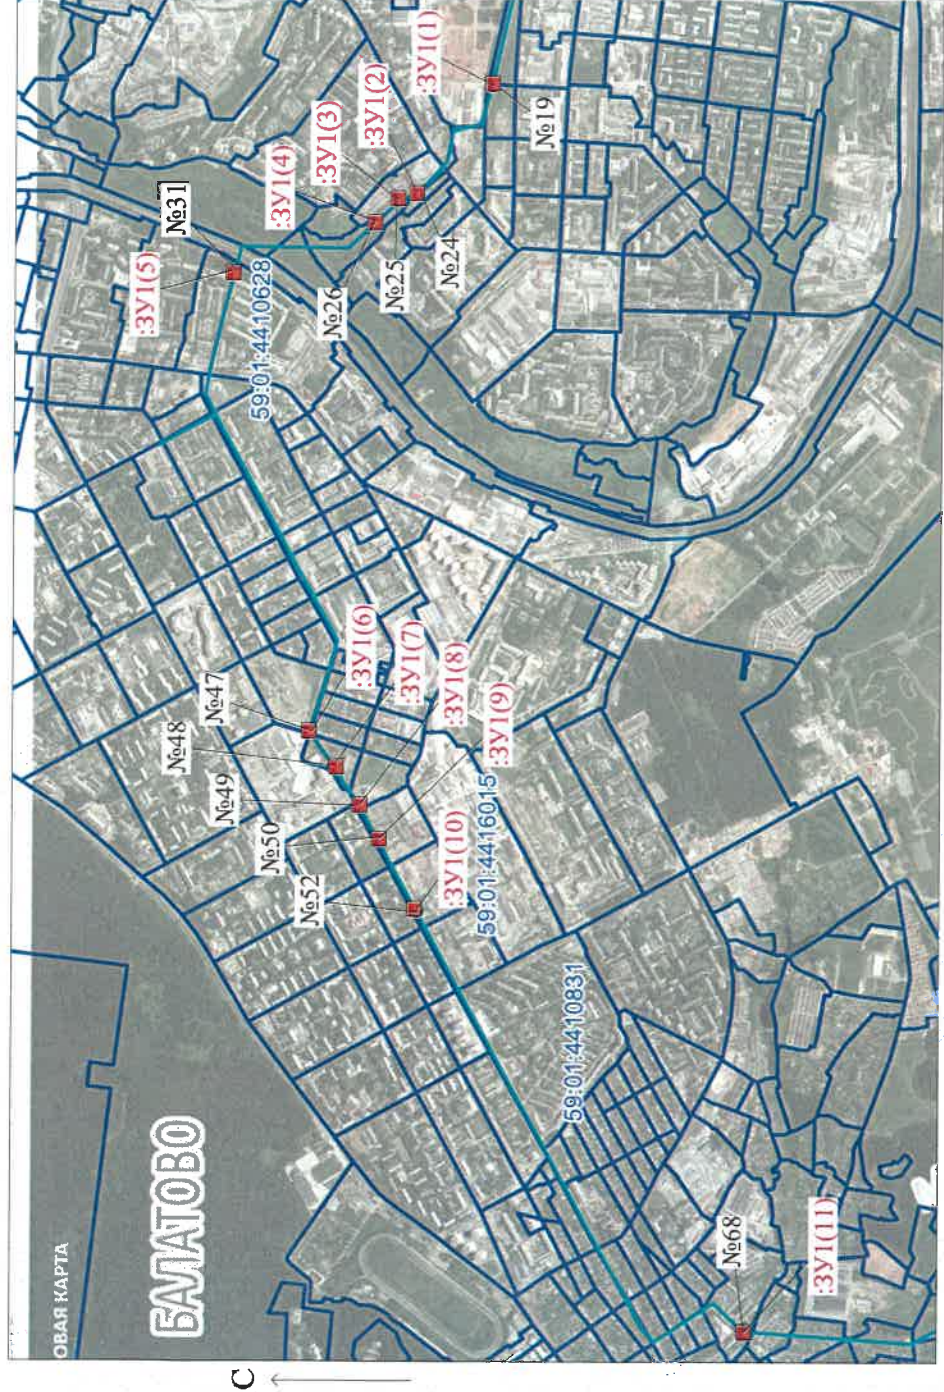 ОВАЯ КАРТА
БАЛАТОВО
С
:ЗУ1(5)
№31
:ЗУ1(4)
:ЗУ1(3)
:ЗУ1(2)
:ЗУ1(1)
59:01:4410628
№26
№25
№24
№19
№47
№48
№49
№50
№52
:ЗУ1(6)
:ЗУ1(7)
:ЗУ1(8)
:ЗУ1(9)
:ЗУ1(10)
59:01:4416015
59:01:4410831
№68
:ЗУ1(11)